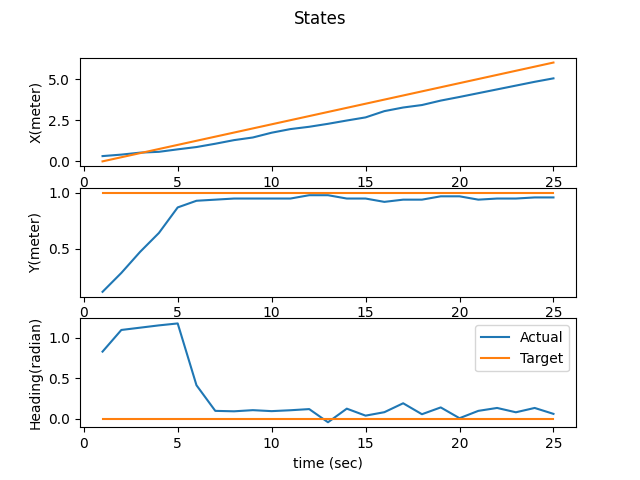 States
X(meter)
5.0
2.5
0.0
0 5 10 15 20 25
Y(meter)
1.0
0.5
0 5 10 15 20 25
Heading(radian)
1.0
0.5
0.0
Actual
Target
0 5 10 15 20 25
time (sec)